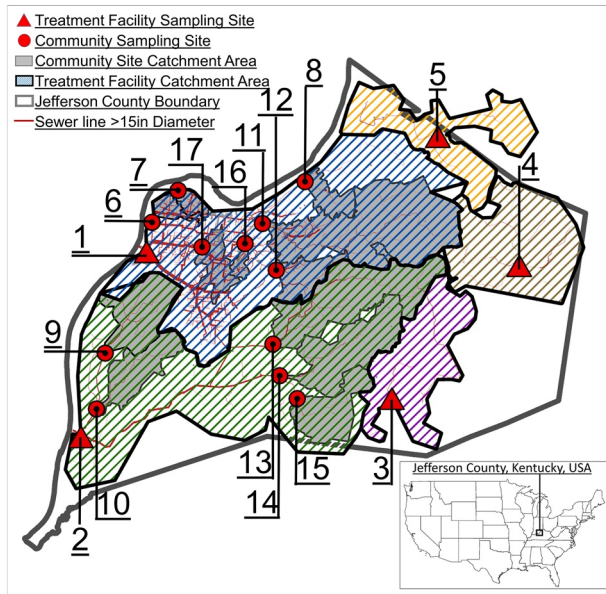 Treatment Facility Sampling Site
Community Sampling Site
Community Site Catchment Area
Treatment Facility Catchment Area
Jefferson County Boundary
Sewer line >15in Diameter
8
5
12
11
7
17
16
4
6
1
9
13
15
3
14
10
2
Jefferson County, Kentucky, USA